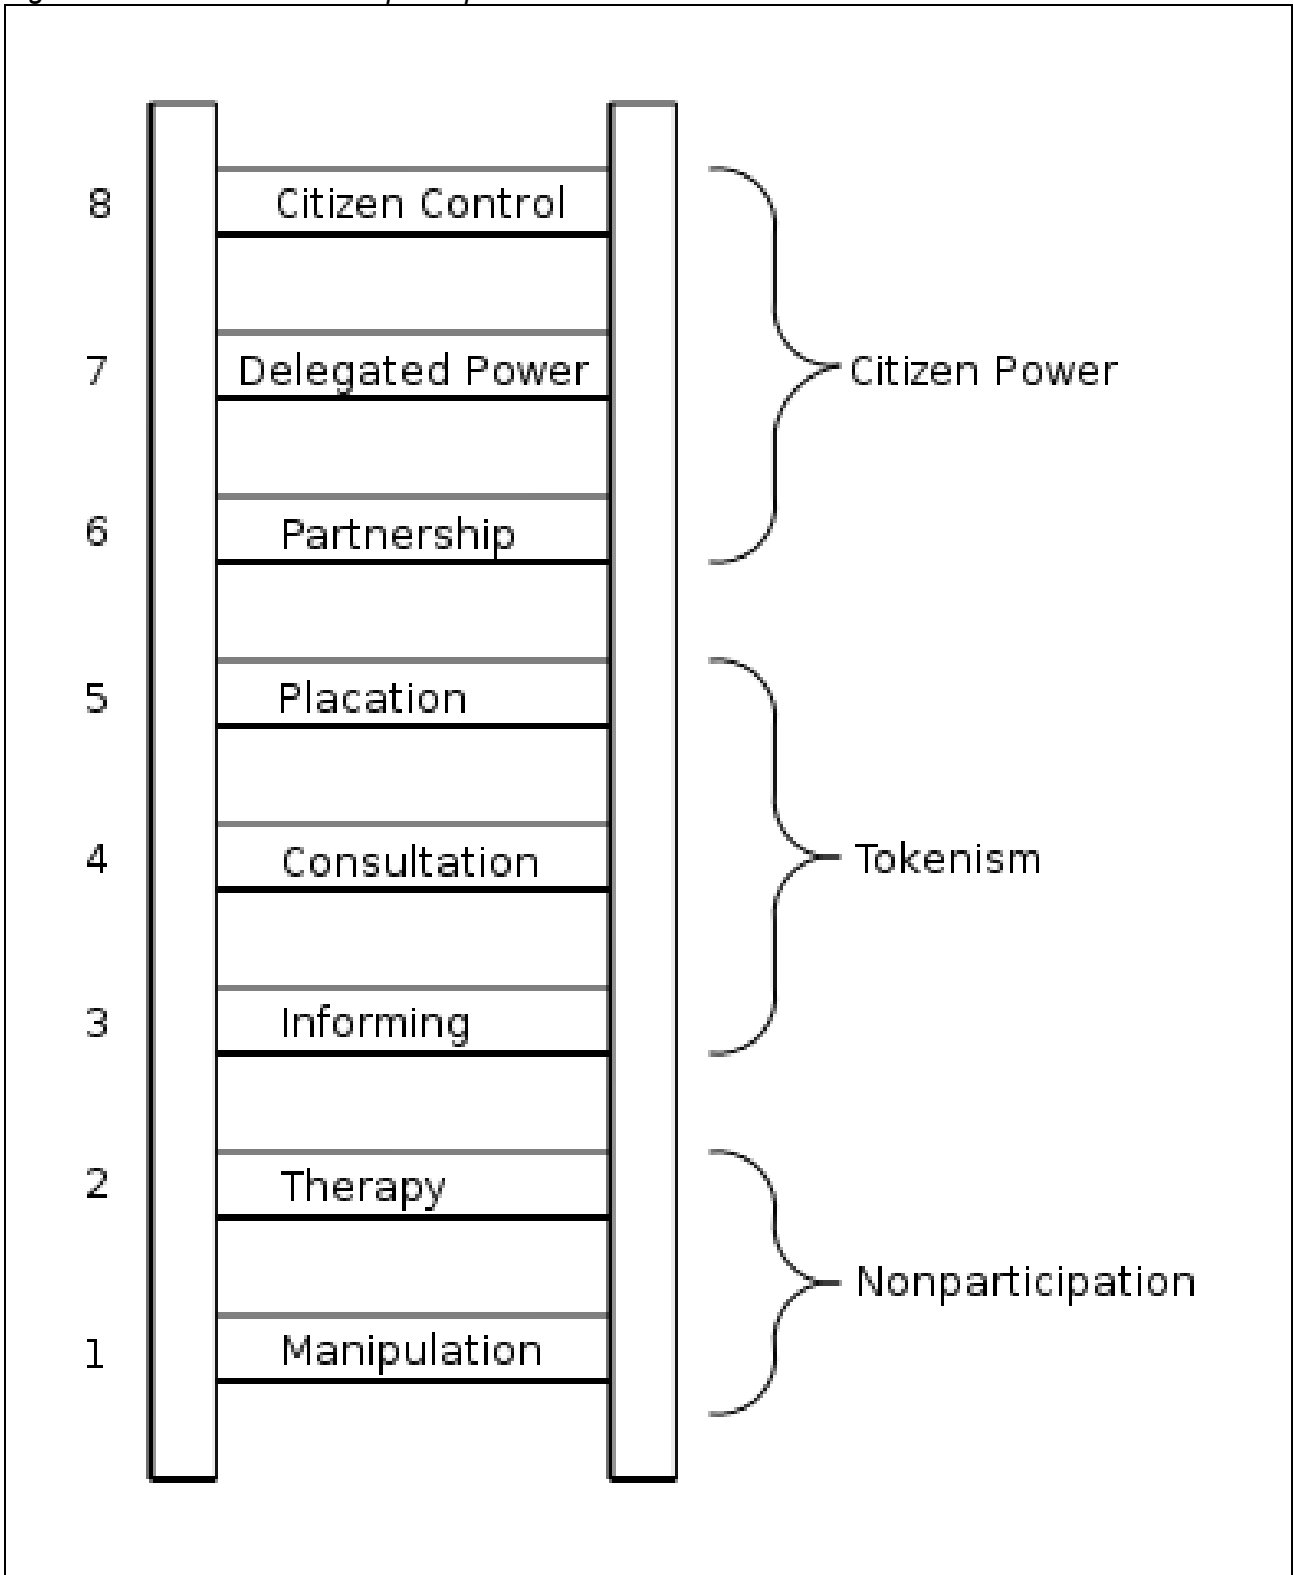 8 Citizen Control
7 Delegated Power Citizen Power
6 Partnership
5 Placation
4 Consultation Tokenism
3 Informing
2 Therapy
Nonparticipation
1 Manipulation